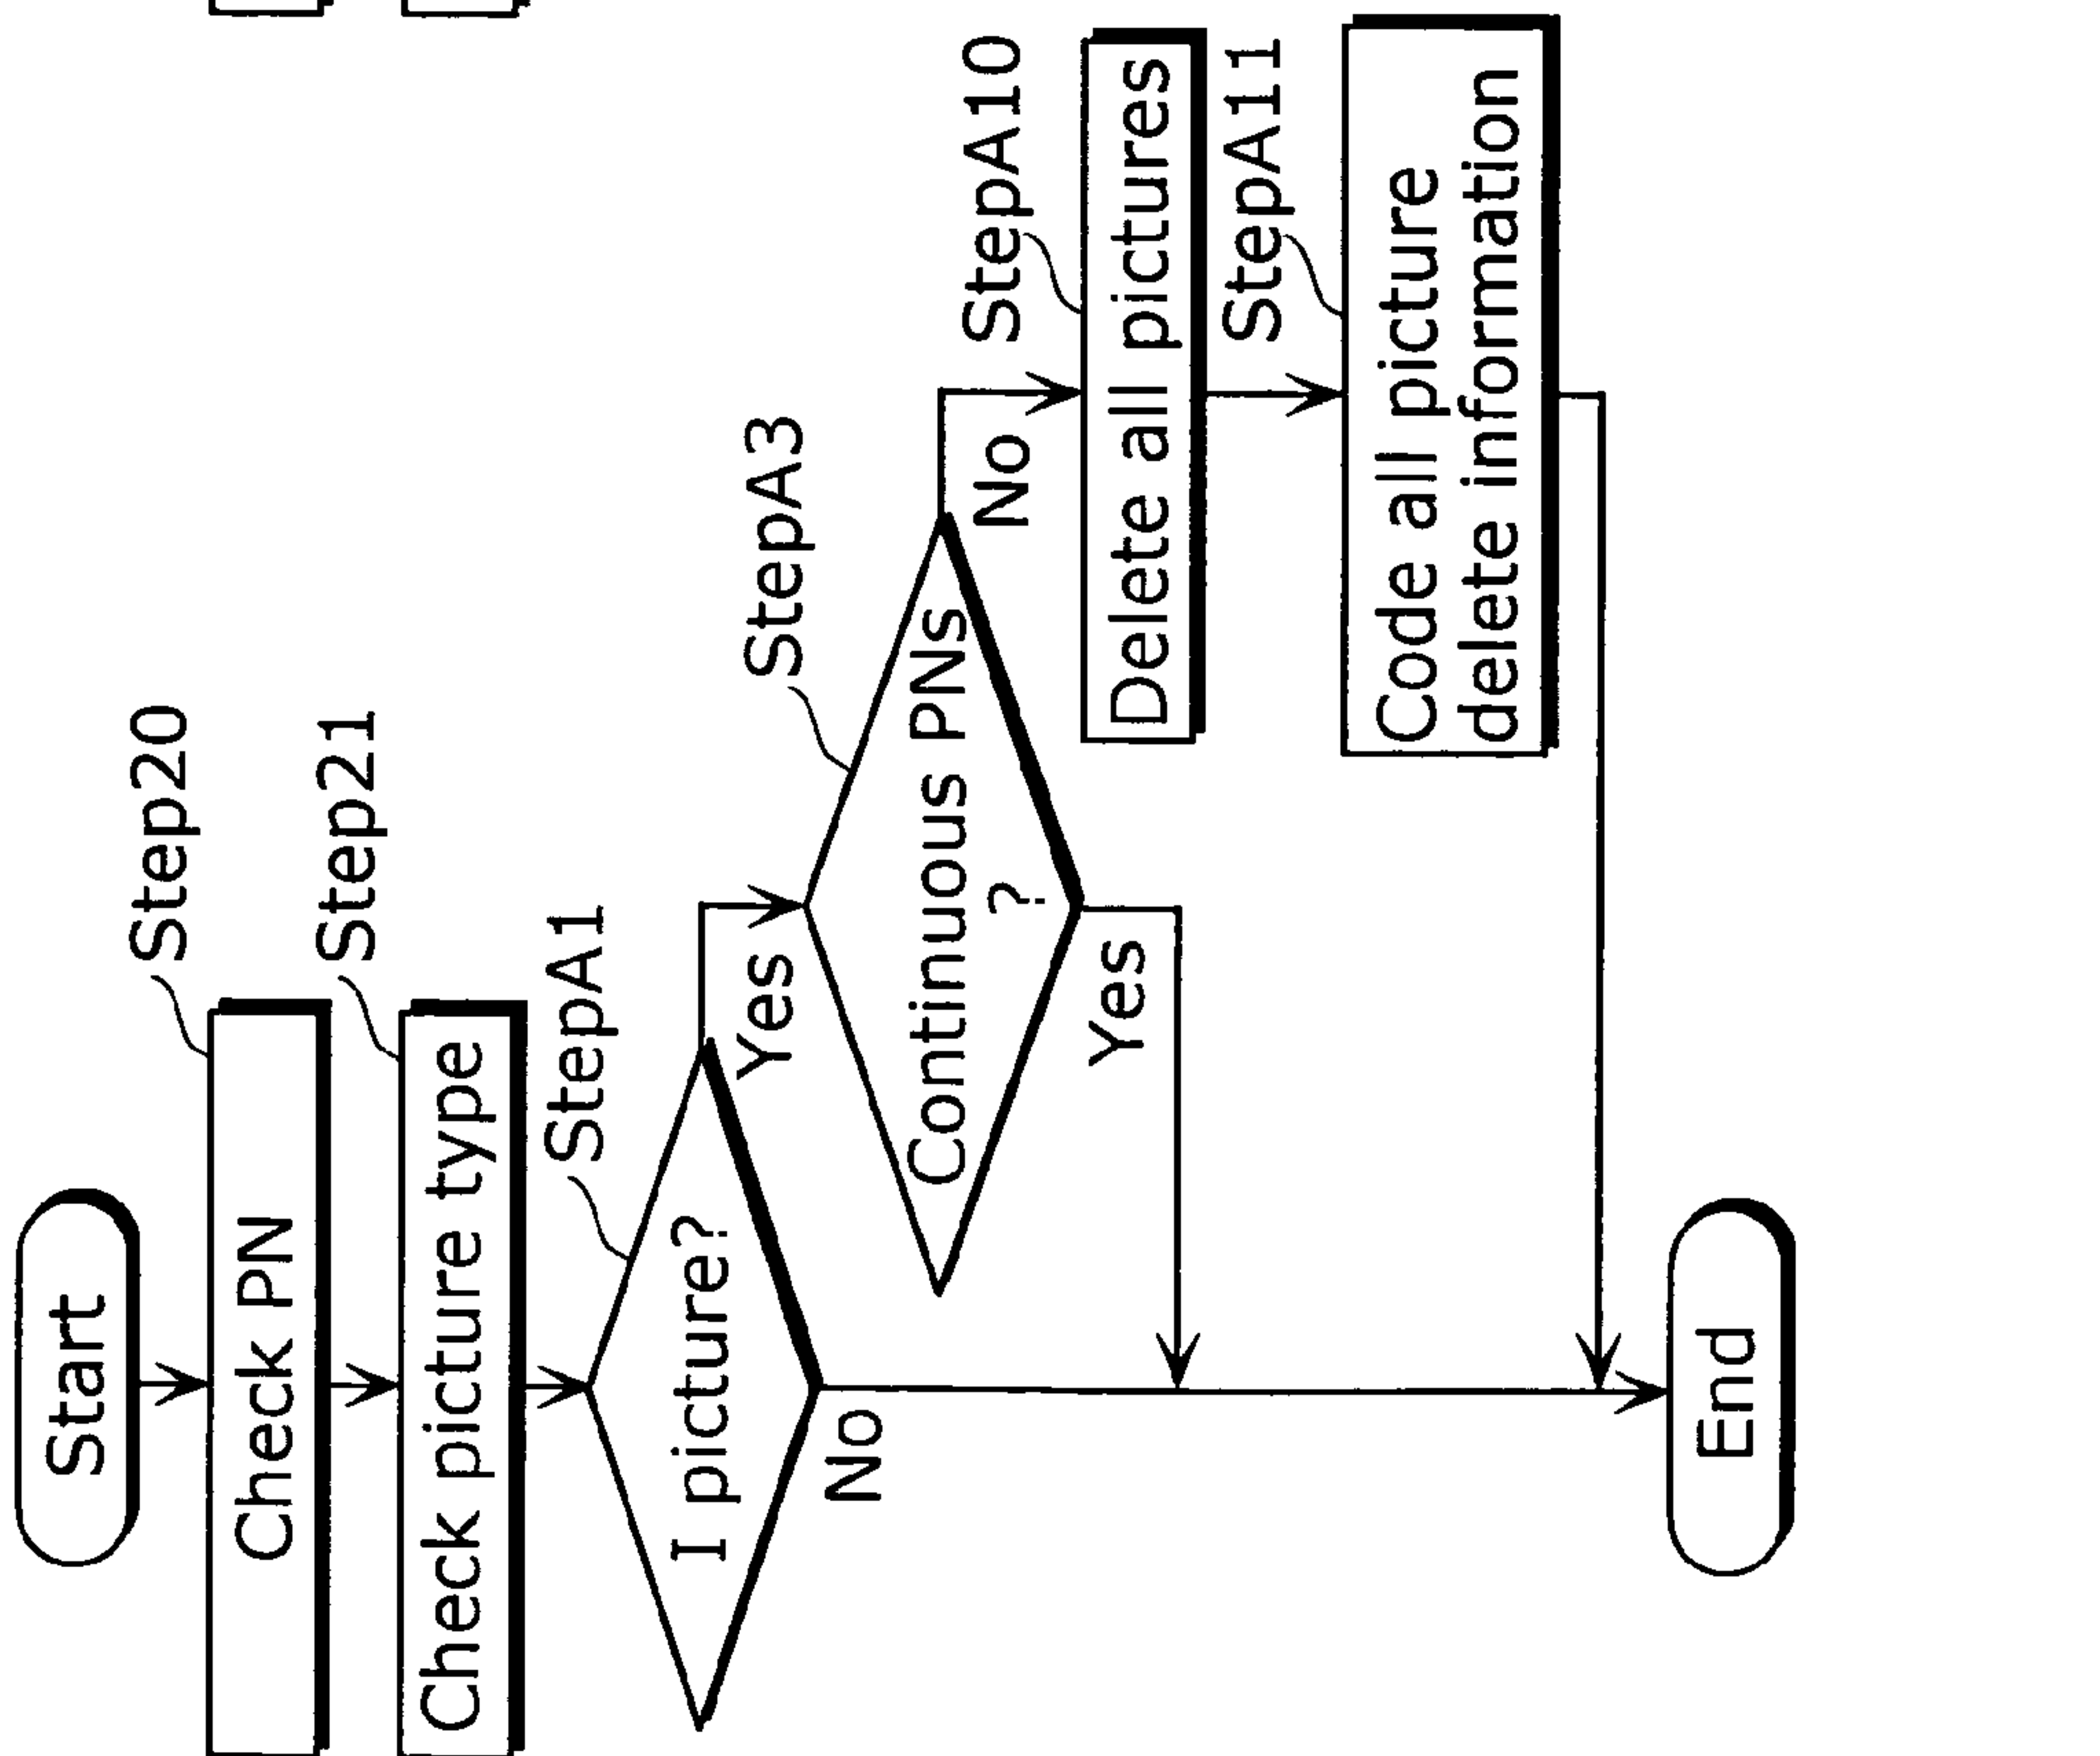 Start
Step20
Check PN
Step21
Check picture type
StepA1
I picture?
Yes
No
StepA3
Continuous PNs
?
No
Yes
StepA10
Delete all pictures
StepA11
Code all picture
delete information
End